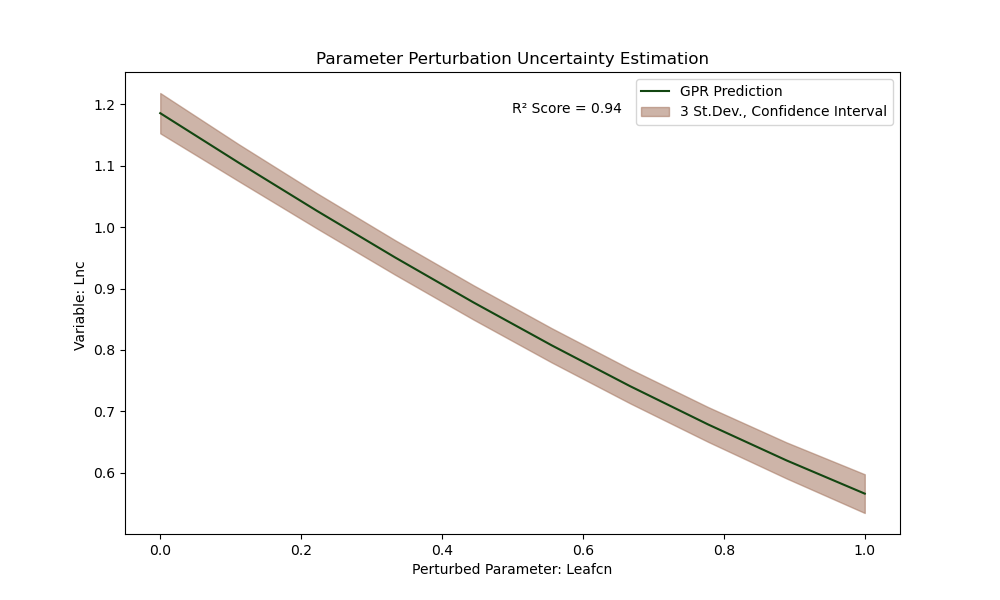 Parameter Perturbation Uncertainty Estimation
R² Score = 0.94
GPR Prediction
3 St.Dev., Confidence Interval
Variable: Lnc
1.2
1.1
1.0
0.9
0.8
0.7
0.6
0.0 0.2 0.4 0.6 0.8 1.0
Perturbed Parameter: Leafcn